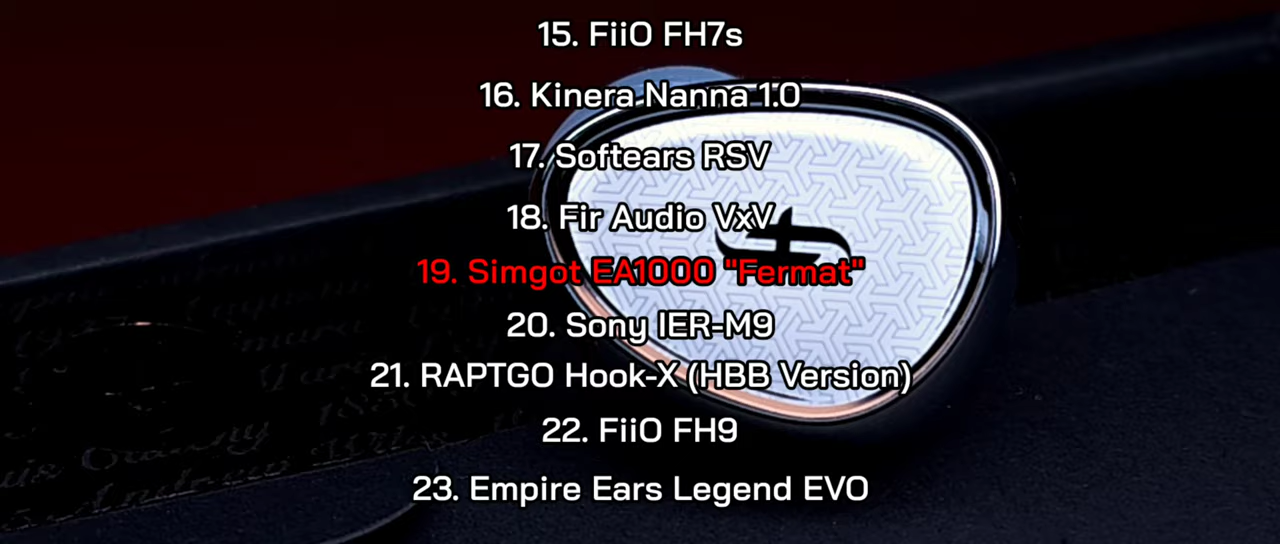 15. FiiO FH7s
16. Kinera Nanna 1.0
17. Softears RSV
18. Fir Audio VxV
19. Simgot EA1000 "Fermat"
20. Sony IER-M9
21. RAPTGO Hook-X (HBB Version)
22. FiiO FH9
23. Empire Ears Legend EVO